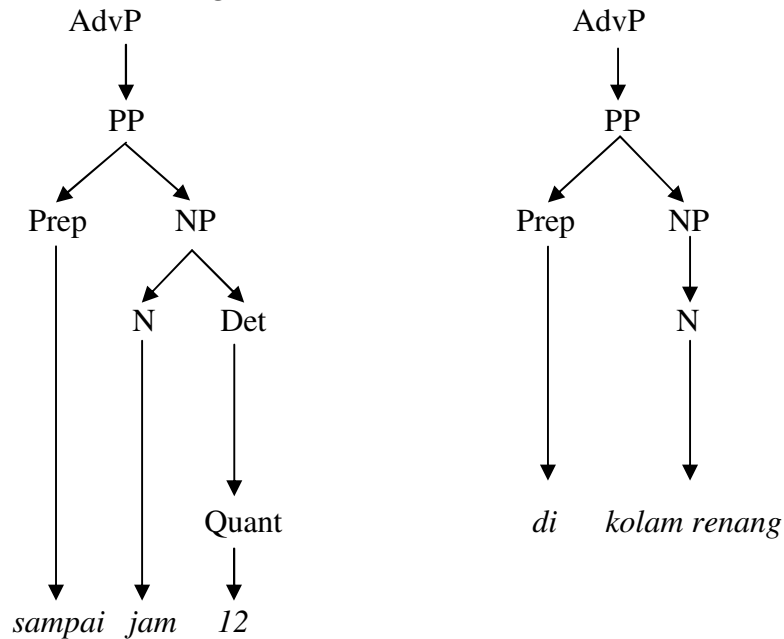 AdvP AdvP
PP PP
Prep NP Prep NP
N Det N
Quant di kolam renang
sampai jam 12